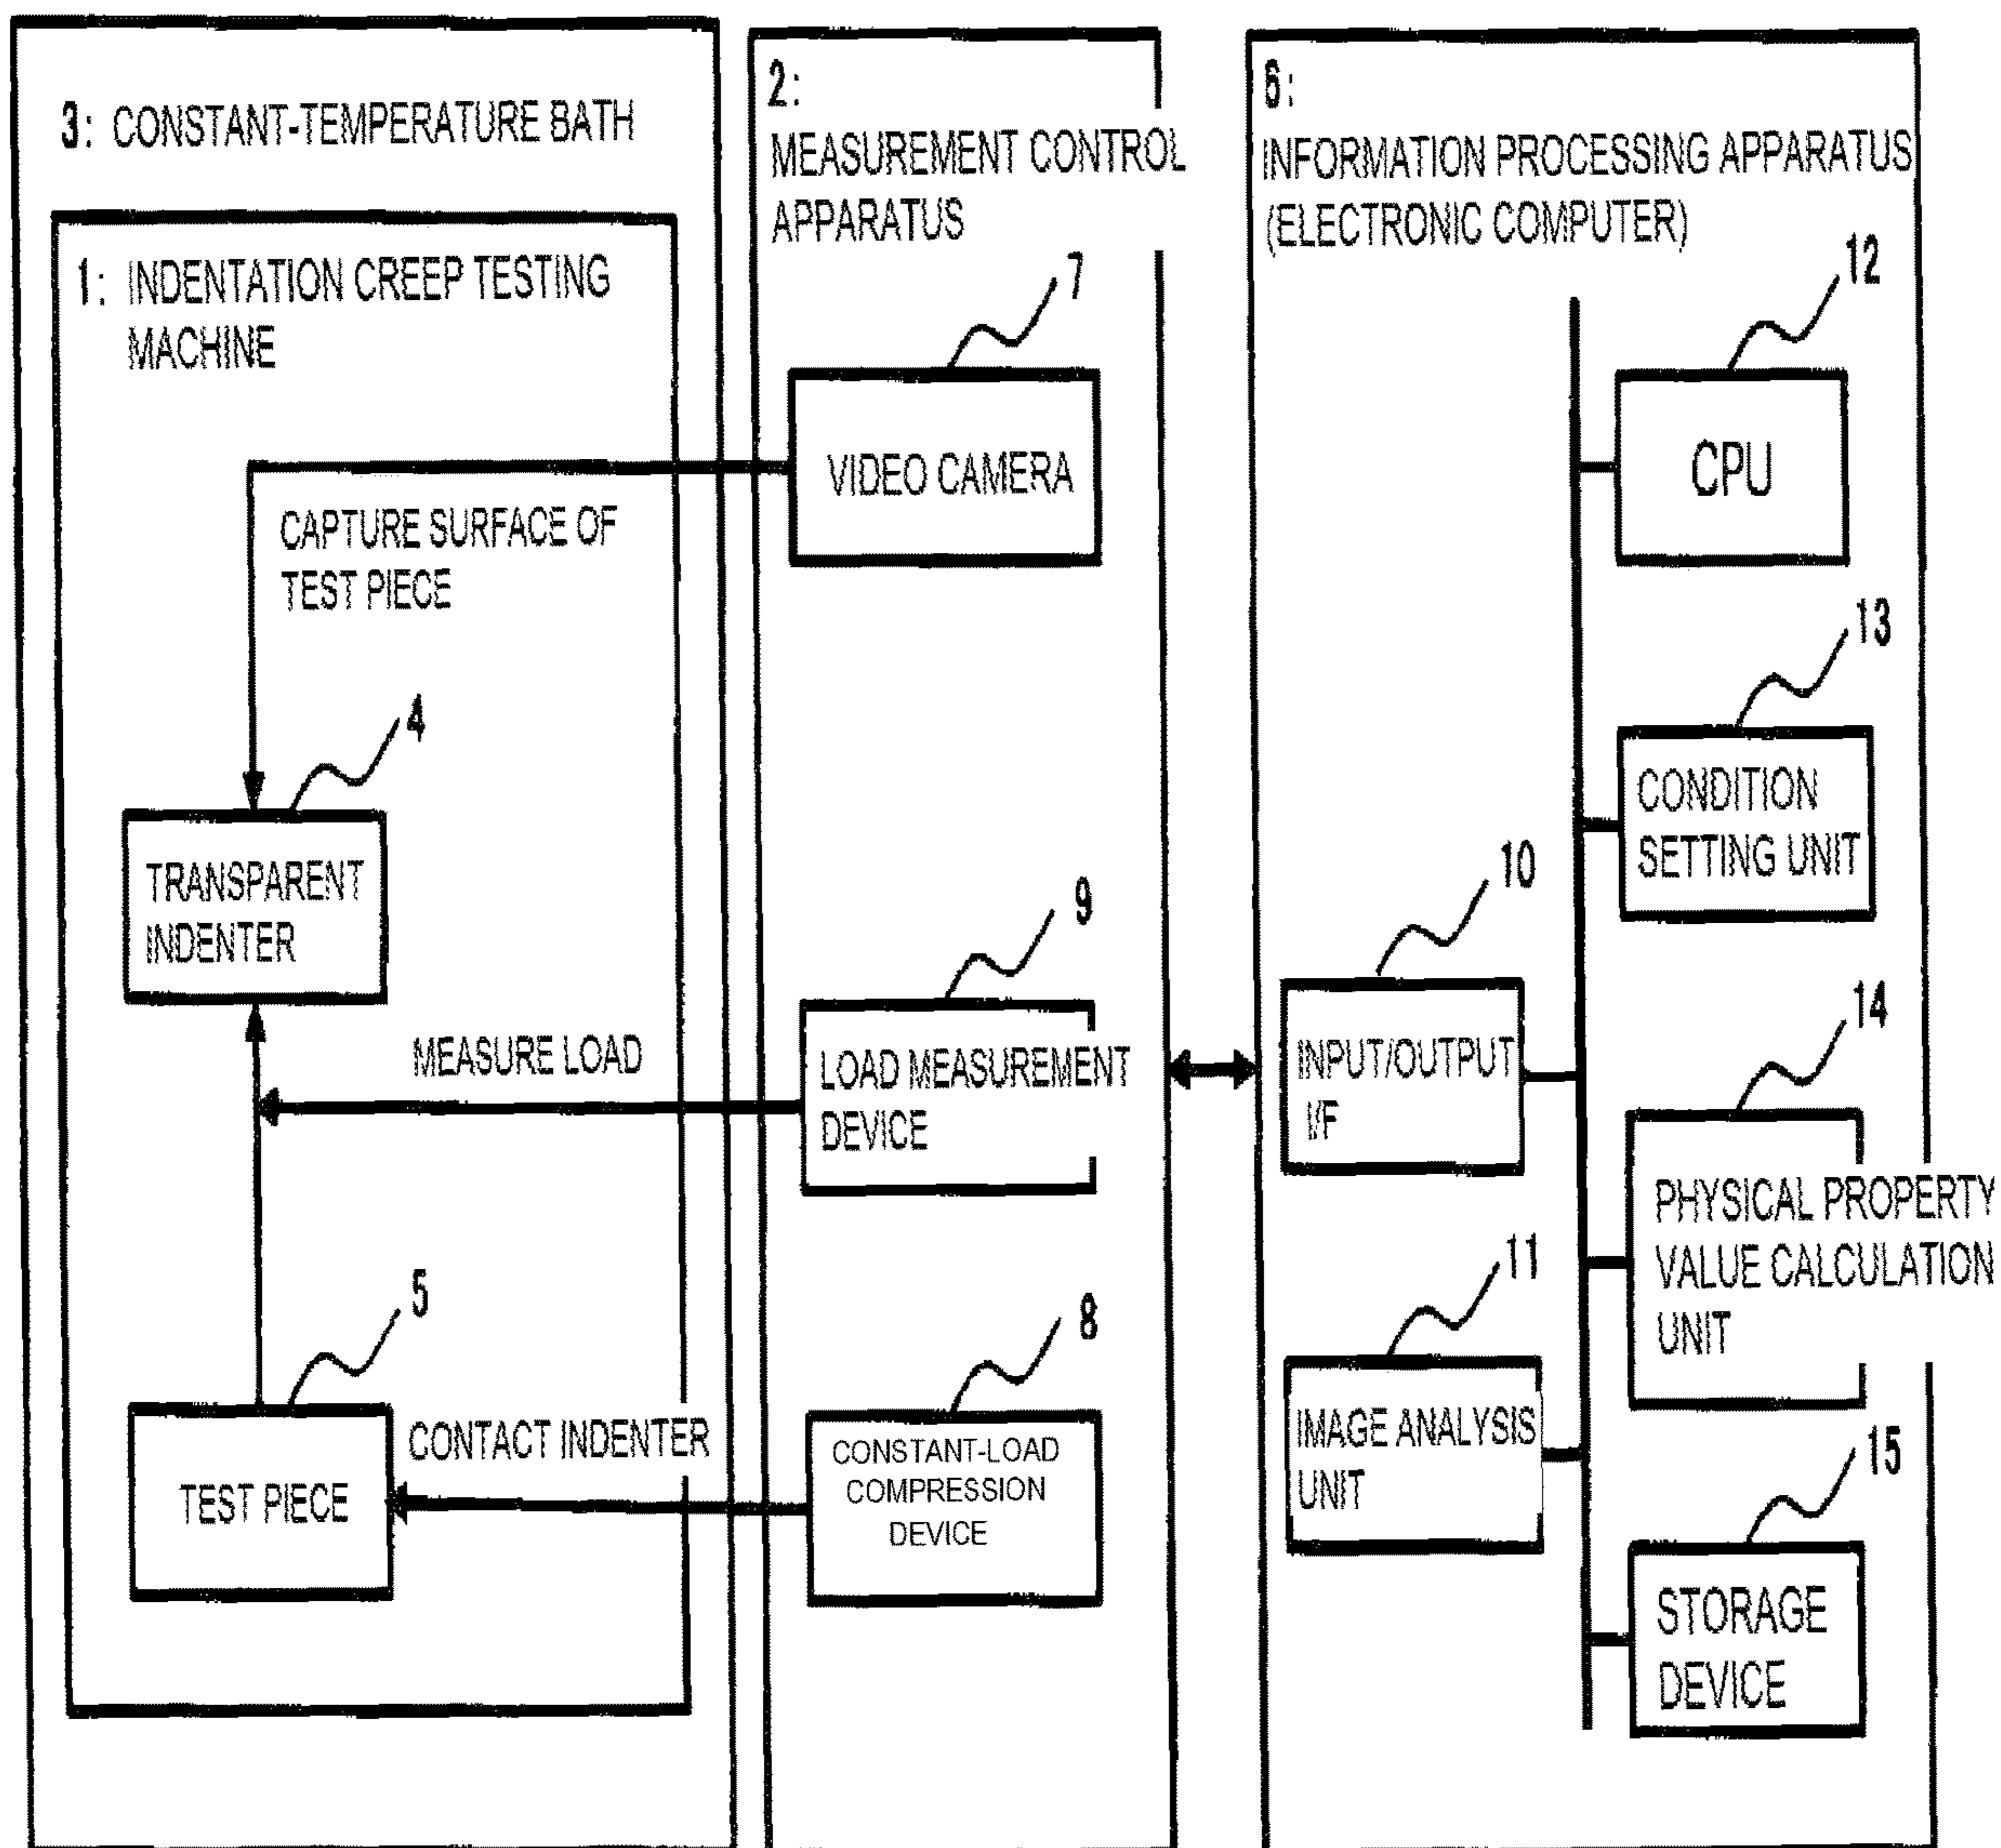 3: CONSTANT-TEMPERATURE BATH
1: INDENTATION CREEP TESTING
MACHINE
CAPTURE SURFACE OF
TEST PIECE
4
TRANSPARENT
INDENTER
MEASURE LOAD
5
TEST PIECE
CONTACT INDENTER
2:
MEASUREMENT CONTROL
APPARATUS
7
VIDEO CAMERA
9
LOAD MEASUREMENT
DEVICE
8
CONSTANT-LOAD
COMPRESSION
DEVICE
6:
INFORMATION PROCESSING APPARATUS
(ELECTRONIC COMPUTER)
12
CPU
13
CONDITION
SETTING UNIT
10
INPUT/OUTPUT
I/F
14
PHYSICAL PROPERTY
VALUE CALCULATION
UNIT
11
IMAGE ANALYSIS
UNIT
15
STORAGE
DEVICE